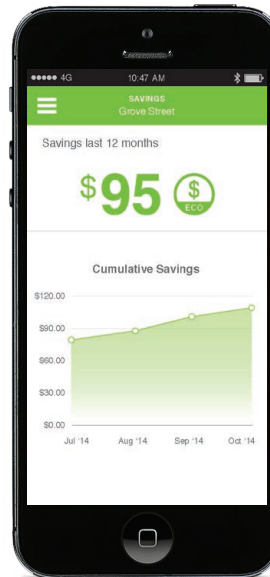 4G 10:47 AM
SAVINGS
Grove Street
Savings last 12 months
$95 $
ECO
Cumulative Savings
$120.00
$90.00
$60.00
$30.00
$0.00
Jul '14 Aug '14 Sep '14 Oct '14